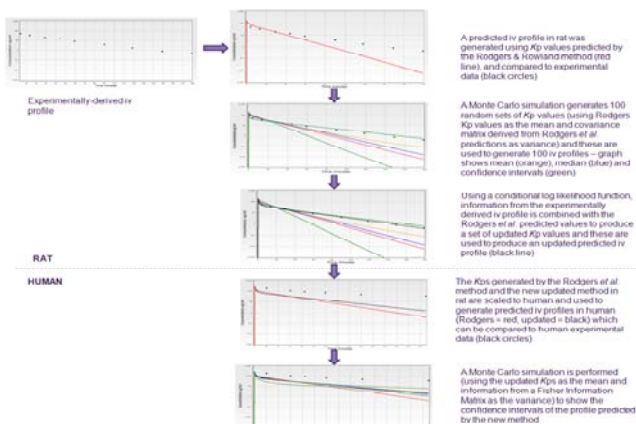 Experimentally-derived iv
profile
A predicted iv profile in rat was
generated using Kp values predicted by
the Rodgers & Rowland method (red
line), and compared to experimental
data (black circles)
A Monte Carlo simulation generates 100
random sets of Kp values (using Rodgers
Kp values as the mean and covariance
matrix derived from Rodgers et al.
predictions as variance) and these are
used to generate 100 iv profiles – graph
shows mean (orange), median (blue) and
confidence intervals (green)
Using a conditional log likelihood function,
information from the experimentally
derived iv profile is combined with the
Rodgers et al. predicted values to produce
a set of updated Kp values and these are
used to produce an updated predicted iv
profile (black line)
RAT
HUMAN
The Kps generated by the Rodgers et al
method and the new updated method in
rat are scaled to human and used to
generate predicted iv profiles in human
(Rodgers = red, updated = black) which
can be compared to human experimental
data (black circles)
A Monte Carlo simulation is performed
(using the updated Kps as the mean and
information from a Fisher Information
Matrix as the variance) to show the
confidence intervals of the profile predicted
by the new method